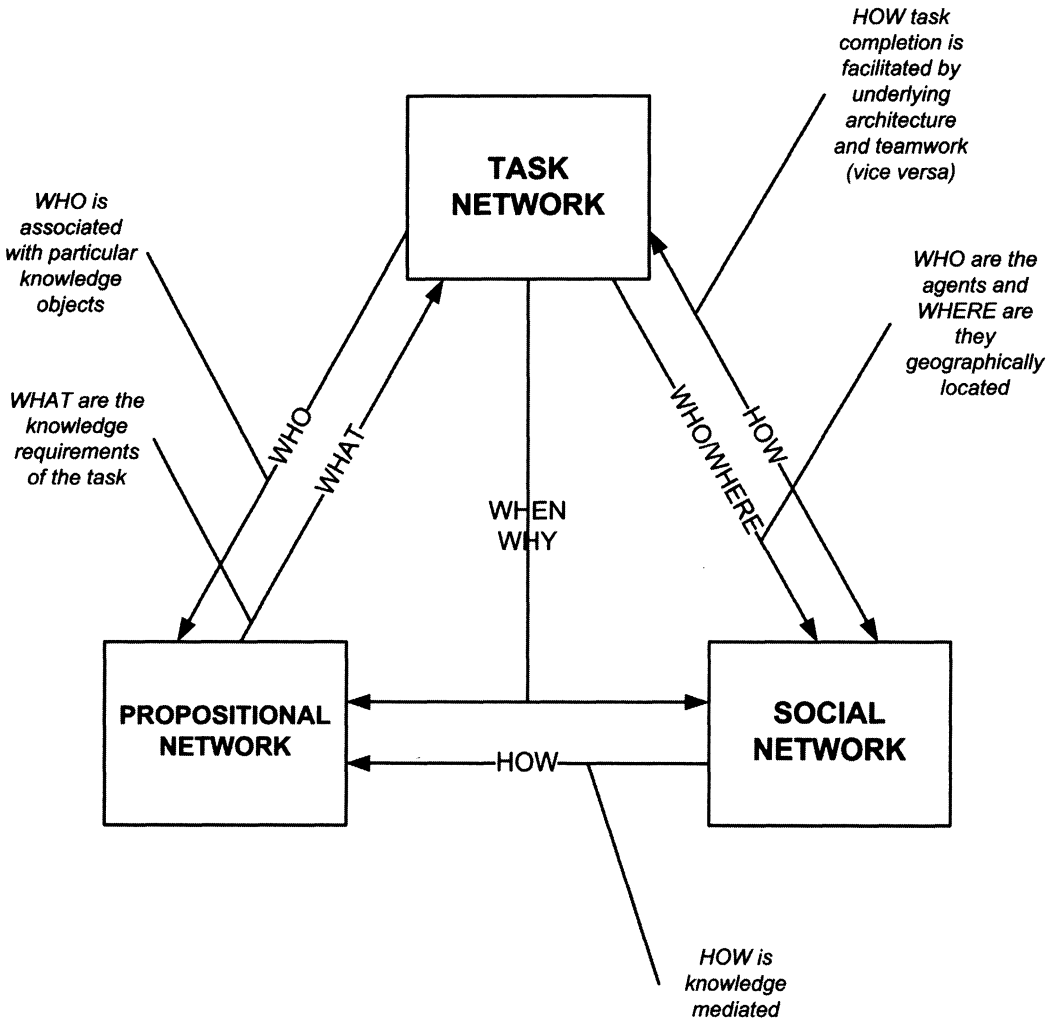 HOW task
completion is
facilitated by
underlying
architecture
and teamwork
(vice versa)
TASK
NETWORK
WHO is
associated
with particular
knowledge
objects
WHO are the
agents and
WHERE are
they
geographically
located
WHAT are the
knowledge
requirements
of the task
WHO
WHAT
WHO/WHERE
HOW
WHEN
WHY
PROPOSITIONAL
NETWORK
SOCIAL
NETWORK
HOW
HOW is
knowledge
mediated